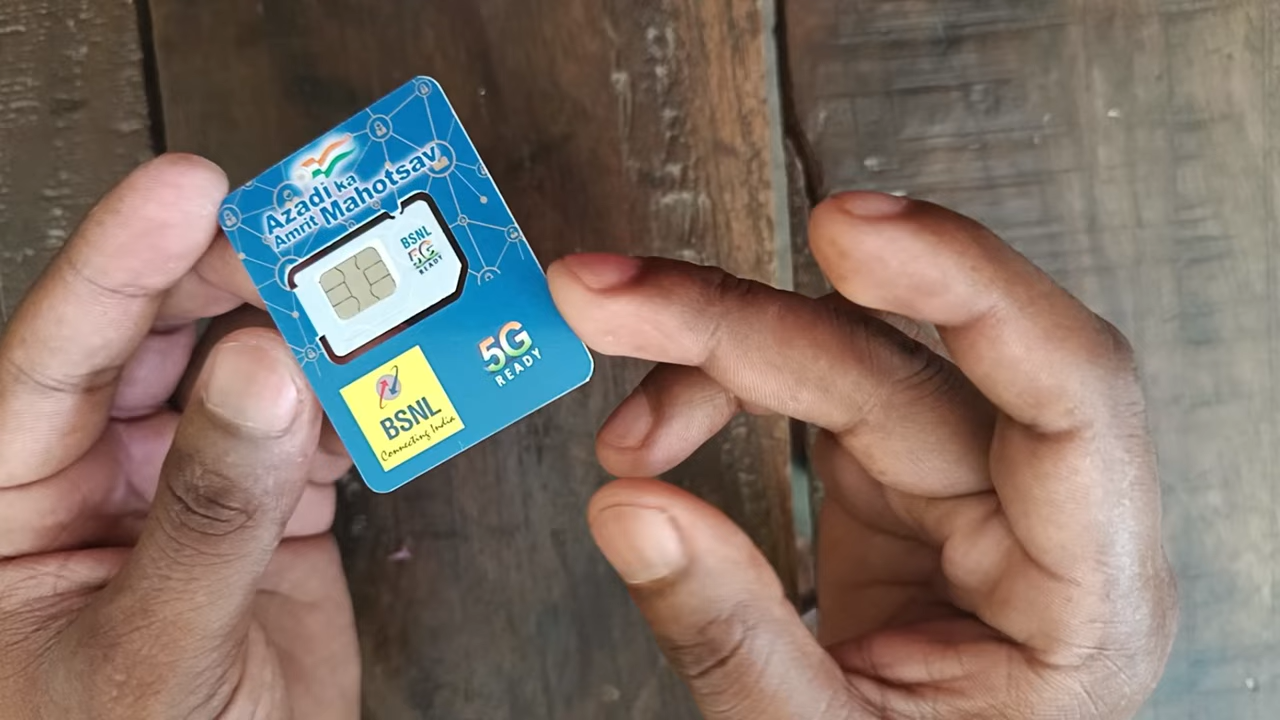 Azadi ka
Amrit Mahotsav
BSNL
5G
READY
5G
READY
BSNL
Connecting India